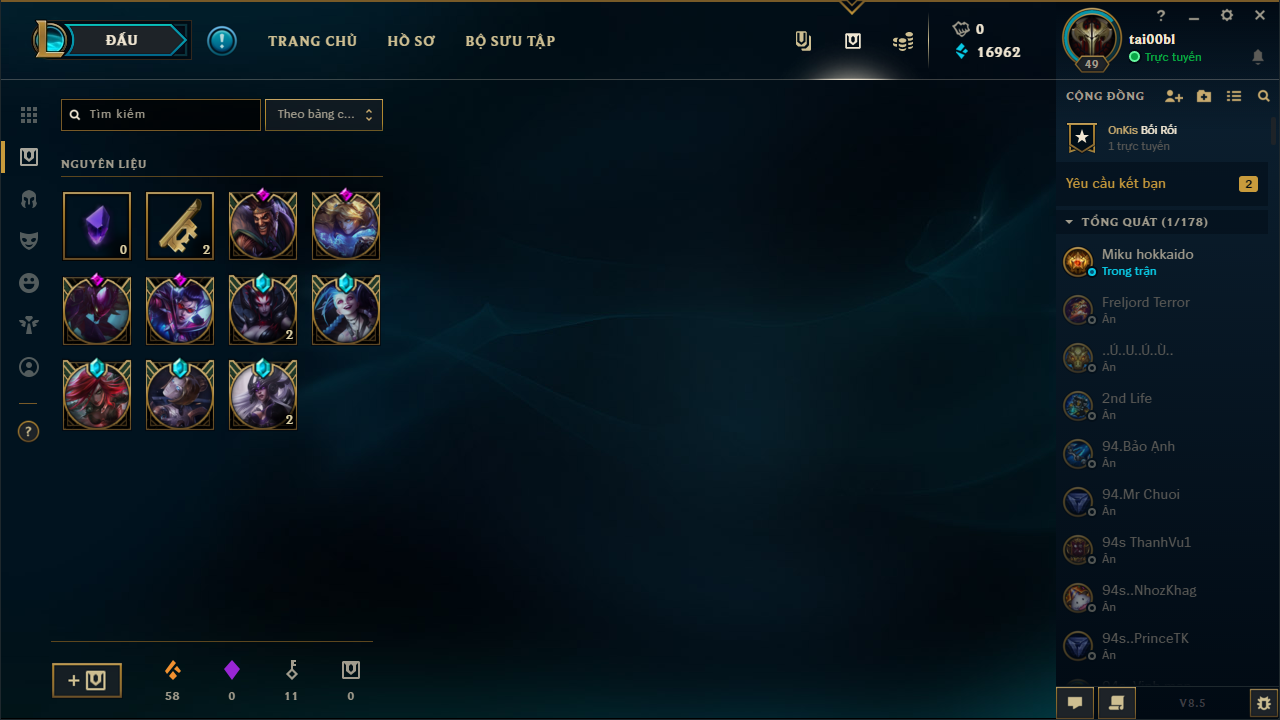 ĐẤU
TRANG CHỦ
HỒ SƠ
BỘ SƯU TẬP
0
16962
49
tai00bl
Trực tuyến
Tìm kiếm
Theo bảng c...
NGUYÊN LIỆU
0
2
2
2
58
0
11
0
CỘNG ĐỒNG
OnKis Bối Rối
1 trực tuyến
Yêu cầu kết bạn
2
TỔNG QUÁT (1/178)
Miku hokkaido
Trong trận
Freljord Terror
Ẩn
..Ú..U..Ú..Ù..
Ẩn
2nd Life
Ẩn
94.Bảo Anh
Ẩn
94.Mr Chuoi
Ẩn
94s ThanhVu1
Ẩn
94s..NhozKhag
Ẩn
94s..PrinceTK
Ẩn
V8.5